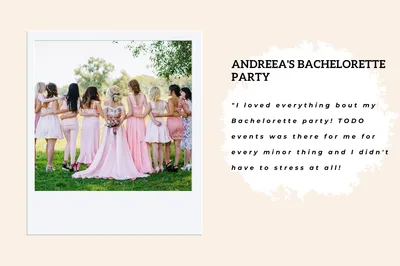 ANDREEA'S BACHELORETTE
PARTY
"I loved everything bout my
Bachelorette party! TODO
events was there for me for
every minor thing and I didn't
have to stress at all!